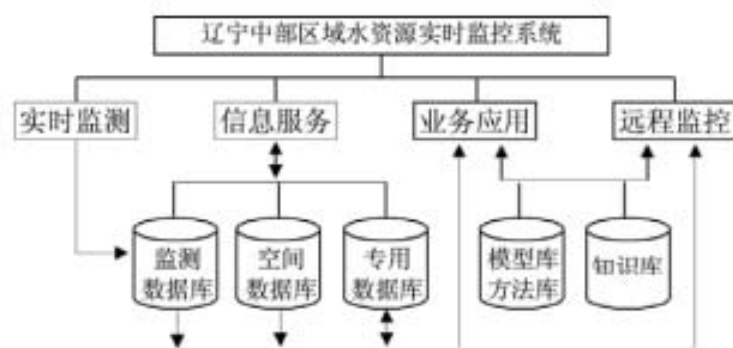 辽宁中部区域水资源实时监控系统
实时监测
信息服务
业务应用
远程监控
监测
数据库
空间
数据库
专用
数据库
模型库
方法库
知识库